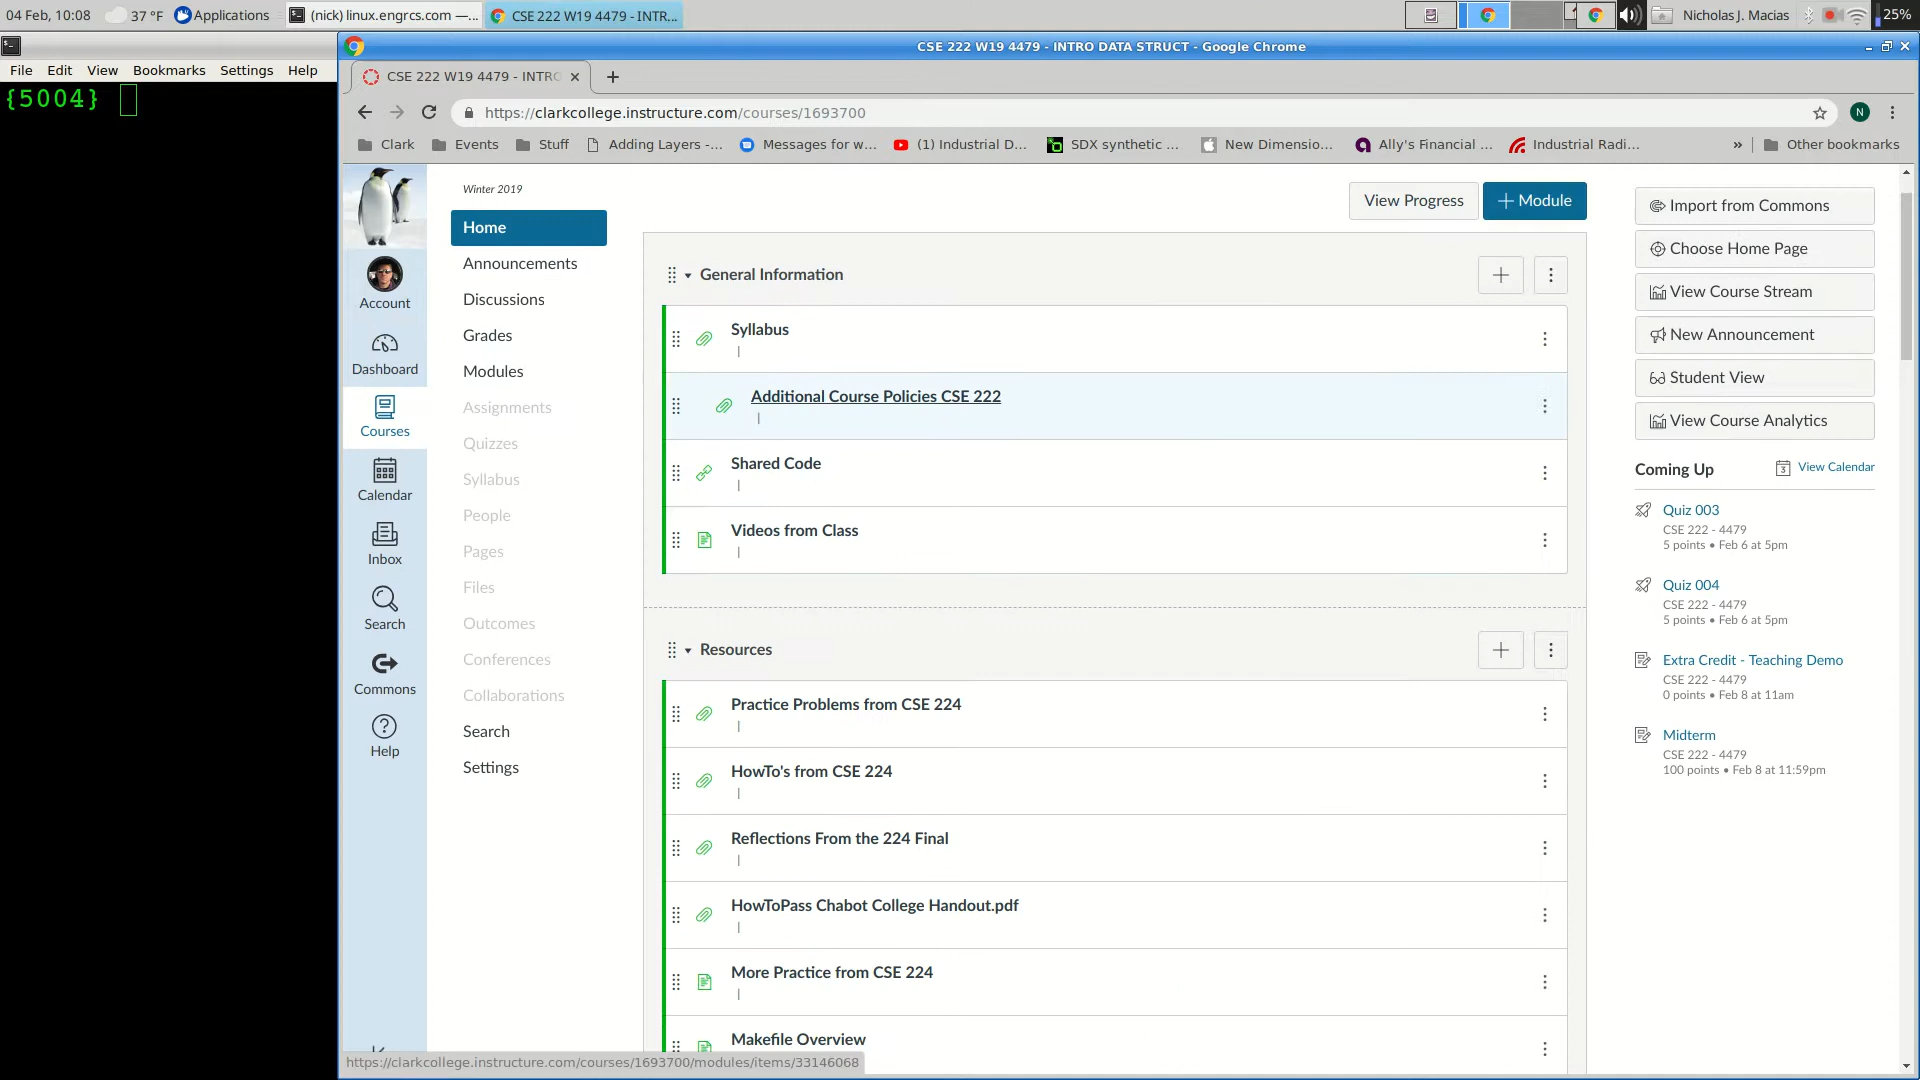 04 Feb, 10:08
37 °F
Applications
(nick) linux.engrcs.com —...
CSE 222 W19 4479 - INTR...
Nicholas J. Macias
25%
CSE 222 W19 4479 - INTRO DATA STRUCT - Google Chrome
File Edit View Bookmarks Settings Help
{5004}
CSE 222 W19 4479 - INTRO
https://clarkcollege.instructure.com/courses/1693700
N
Clark
Events
Stuff
Adding Layers -...
Messages for w...
(1) Industrial D...
SDX synthetic ...
New Dimensio...
Ally's Financial ...
Industrial Radi...
»
Other bookmarks
Account
Dashboard
Courses
Calendar
Inbox
Search
Commons
Help
Winter 2019
Home
Announcements
Discussions
Grades
Modules
Assignments
Quizzes
Syllabus
People
Pages
Files
Outcomes
Conferences
Collaborations
Search
Settings
View Progress
+ Module
General Information
Syllabus
|
Additional Course Policies CSE 222
|
Shared Code
|
Videos from Class
|
Resources
Practice Problems from CSE 224
|
HowTo's from CSE 224
|
Reflections From the 224 Final
|
HowToPass Chabot College Handout.pdf
|
More Practice from CSE 224
|
Makefile Overview
Import from Commons
Choose Home Page
View Course Stream
New Announcement
Student View
View Course Analytics
Coming Up
3 View Calendar
Quiz 003
CSE 222 - 4479
5 points • Feb 6 at 5pm
Quiz 004
CSE 222 - 4479
5 points • Feb 6 at 5pm
Extra Credit - Teaching Demo
CSE 222 - 4479
0 points • Feb 8 at 11am
Midterm
CSE 222 - 4479
100 points • Feb 8 at 11:59pm
https://clarkcollege.instructure.com/courses/1693700/modules/items/33146068